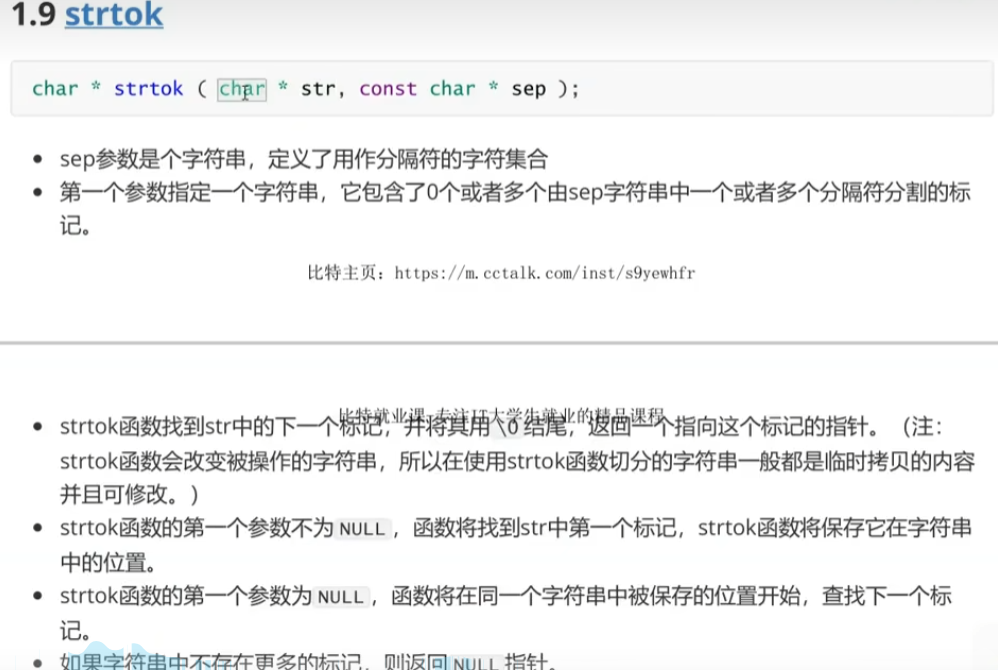 1.9 strtok
char * strtok ( char * str, const char * sep );
• sep参数是个字符串，定义了用作分隔符的字符集合
• 第一个参数指定一个字符串，它包含了0个或者多个由sep字符串中一个或者多个分隔符分割的标
记。
比特主页：https://m.cctalk.com/inst/s9yewhfr
比特就业课-专注IT大学生就业的精品课程
• strtok函数找到str中的下一个标记，并将其用 \0 结尾，返回一个指向这个标记的指针。（注：
strtok函数会改变被操作的字符串，所以在使用strtok函数切分的字符串一般都是临时拷贝的内容
并且可修改。）
• strtok函数的第一个参数不为 NULL ，函数将找到str中第一个标记，strtok函数将保存它在字符串
中的位置。
• strtok函数的第一个参数为 NULL ，函数将在同一个字符串中被保存的位置开始，查找下一个标
记。
• 如果字符串中不存在更多的标记，则返回 NULL 指针。